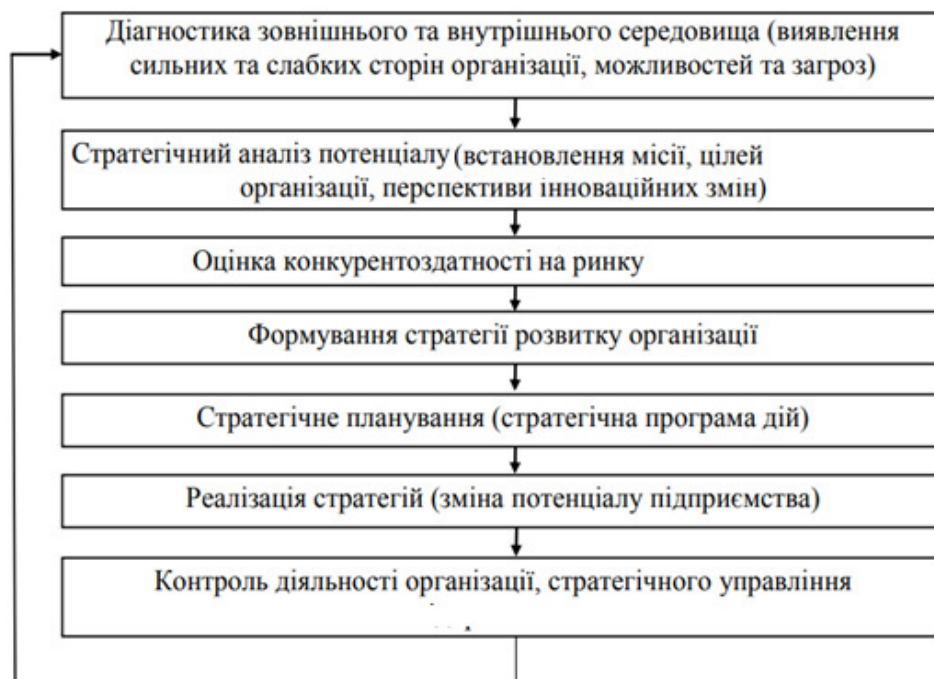 Діагностика зовнішнього та внутрішнього середовища (виявлення
сильних та слабких сторін організації, можливостей та загроз)
Стратегічний аналіз потенціалу (встановлення місії, цілей
організації, перспективи інноваційних змін)
Оцінка конкурентоздатності на ринку
Формування стратегії розвитку організації
Стратегічне планування (стратегічна програма дій)
Реалізація стратегій (зміна потенціалу підприємства)
Контроль діяльності організації, стратегічного управління